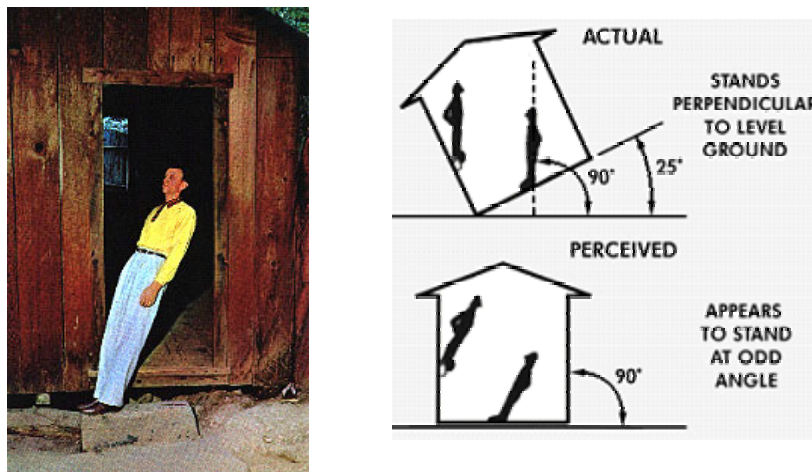 ACTUAL
STANDS
PERPENDICULAR
TO LEVEL
GROUND
90°
25°
PERCEIVED
APPEARS
TO STAND
AT ODD
ANGLE
90°